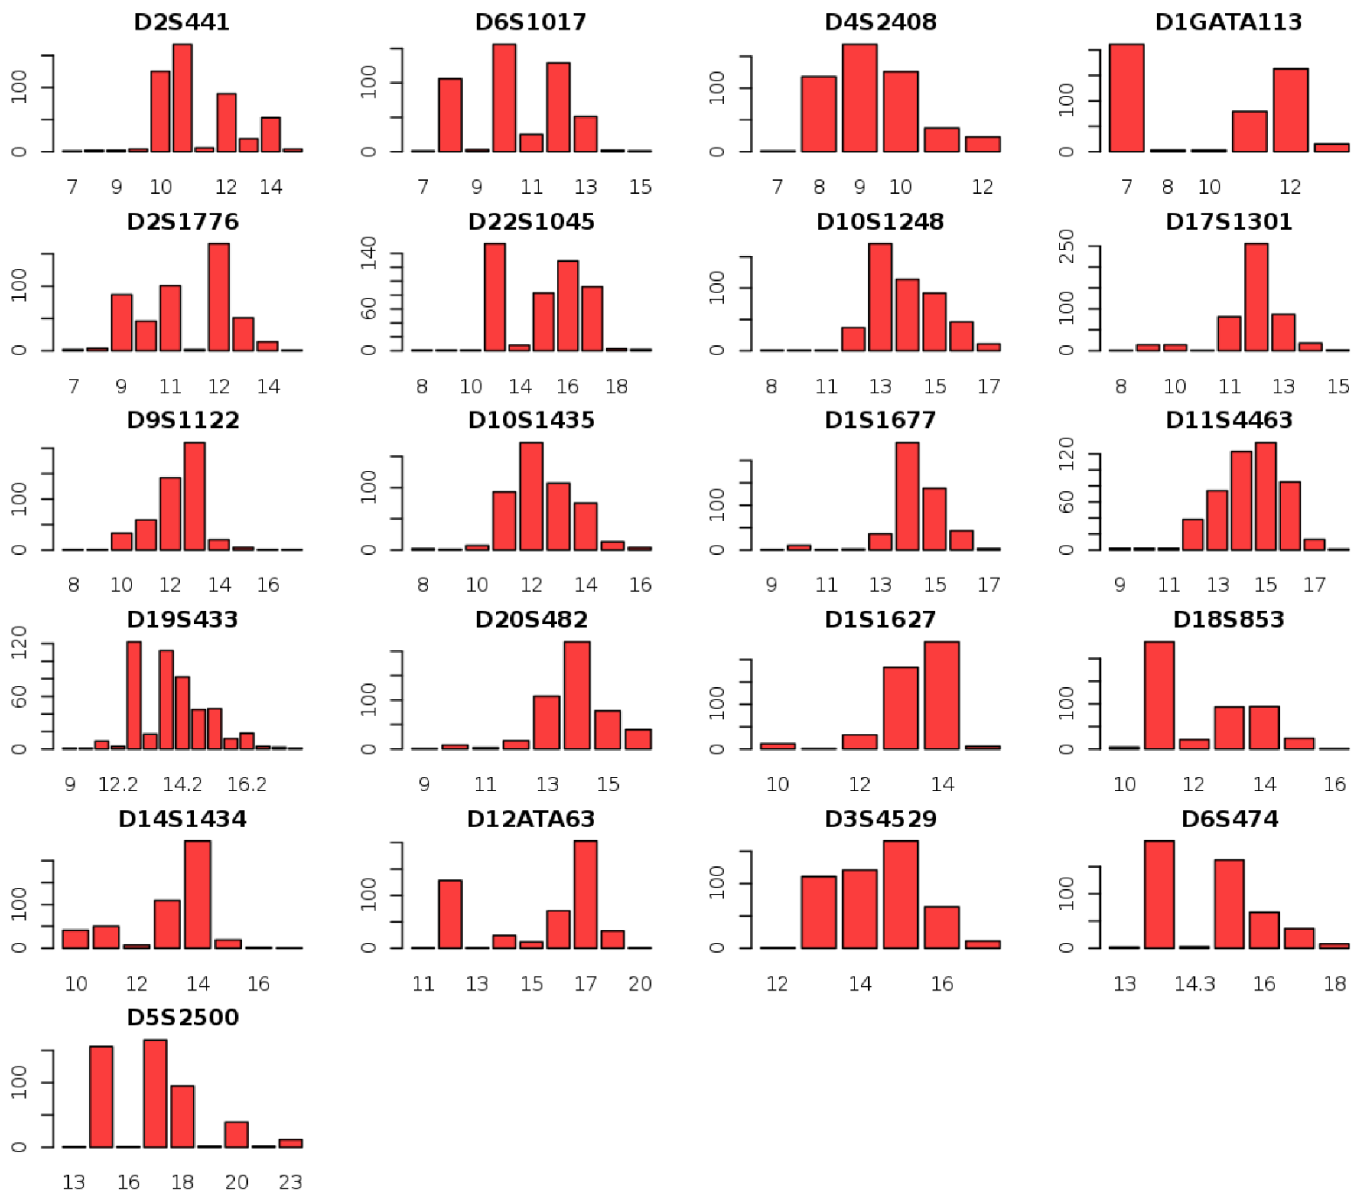 D2S441 D6S1017 D4S2408 D1GATA113
0 100 0 100 0 100 0 100
7 9 10 12 14 7 9 11 13 15 7 8 9 10 12 7 8 10 12
D2S1776 D22S1045 D10S1248 D17S1301
0 100 0 60 140 0 100 0 100 250
7 9 11 12 14 8 10 14 16 18 8 11 13 15 17 8 10 11 13 15
D9S1122 D10S1435 D1S1677 D11S4463
0 100 0 100 0 100 0 60 120
8 10 12 14 16 8 10 12 14 16 9 11 13 15 17 9 11 13 15 17
D19S433 D20S482 D1S1627 D18S853
0 60 120 0 100 0 100 0 100
9 12.2 14.2 16.2 9 11 13 15 10 12 14 10 12 14 16
D14S1434 D12ATA63 D3S4529 D6S474
0 100 0 100 0 100 0 100
10 12 14 16 11 13 15 17 20 12 14 16 13 14.3 16 18
D5S2500
0 100
13 16 18 20 23